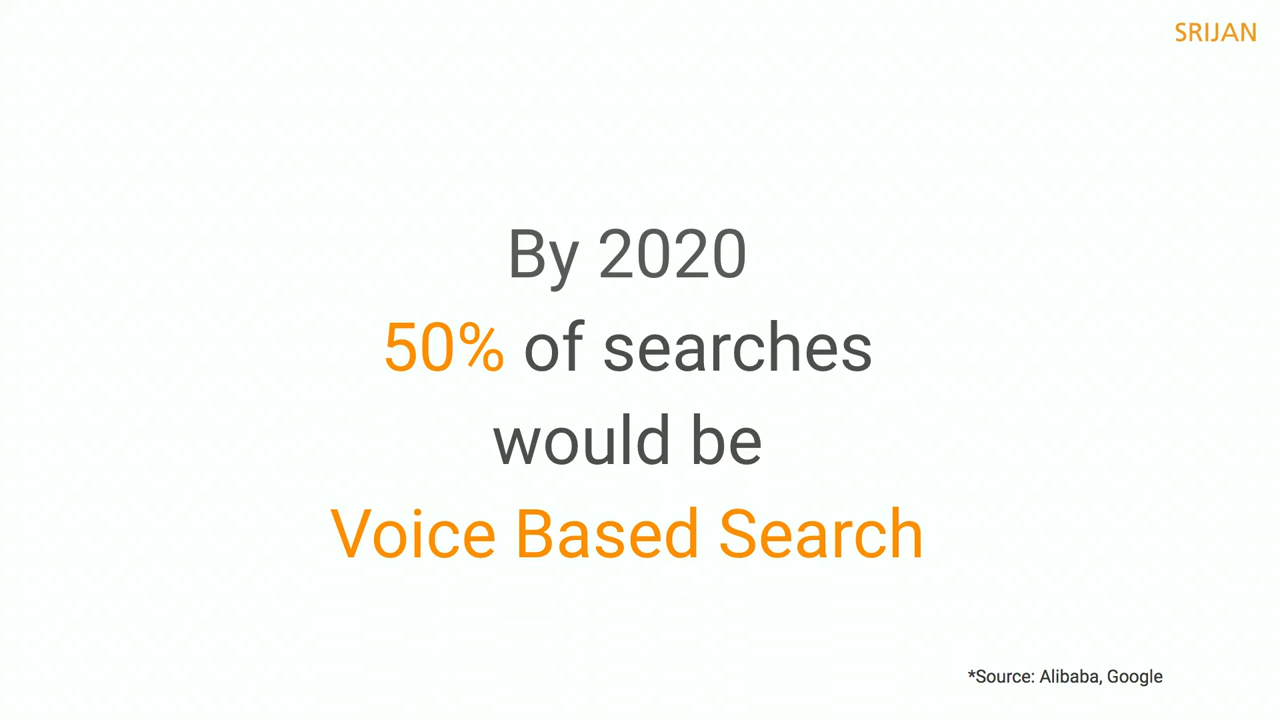 SRIJAN
By 2020
50% of searches
would be
Voice Based Search
*Source: Alibaba, Google